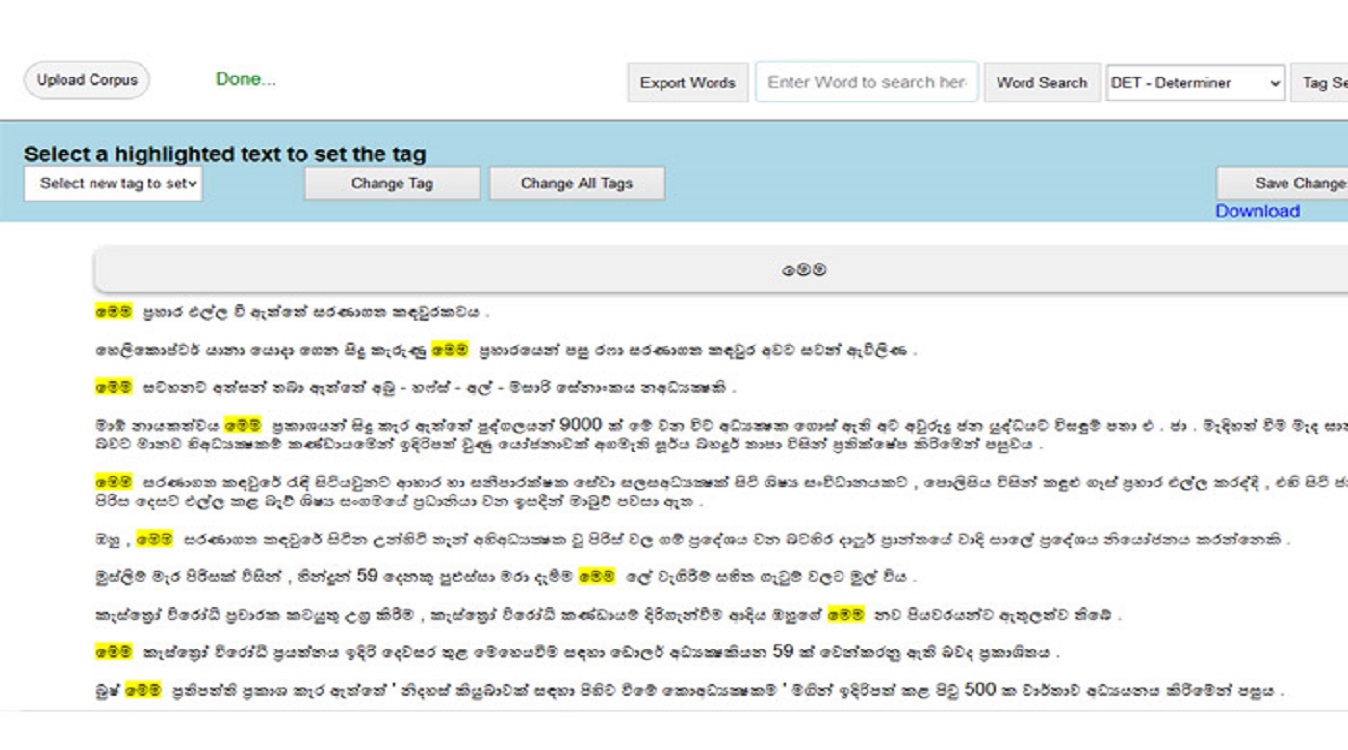 Upload Corpus Done... Export Words Enter Word to search her Word Search DET - Determiner Tag Se
Select a highlighted text to set the tag
Select new tag to set Change Tag Change All Tags Save Change
Download
මෙම
මෙම ප්‍රහාර එල්ල වී ඇත්තේ සරණාගත කඳවුරකටය .
හෙලිකොප්ටර් යානා යොදා ගෙන සිදු කැරුණු මෙම ප්‍රහාරයෙන් පසු රෆා සරණාගත කඳවුර අවට සටන් ඇවිලිණ .
මෙම සටහනට අත්සන් තබා ඇත්තේ අබු - හෆ්ස් - අල් - මසාරි සේනාංකය නඅධ්‍යක්‍ෂකි .
මාඕ නායකත්වය මෙම ප්‍රකාශයන් සිදු කැර ඇත්තේ පුද්ගලයන් 9000 ක් මේ වන විට අධ්‍යක්‍ෂක ගොස් ඇති අට අවුරුදු ජන යුද්ධයට විසඳුම් පතා එ . ජා . මැදිහත් වීම මැද සාත
බවට මානව හිඅධ්‍යක්‍ෂකම් කණ්ඩායමෙන් ඉදිරිපත් වුණු යෝජනාවක් අගමැති සූර්ය බහදූර් තාපා විසින් ප්‍රතික්ෂේප කිරීමෙන් පසුවය .
මෙම සරණාගත කඳවුරේ රැඳී සිටියවුනට ආහාර හා සනීපාරක්ෂක සේවා සලසඅධ්‍යක්‍ෂක් සිටි ශිෂ්‍ය සංවිධානයකට , පොලීසිය විසින් කඳුළු ගෑස් ප්‍රහාර එල්ල කරද්දී , එහි සිටි ජ
පිරිස දෙසට එල්ල කළ බැව් ශිෂ්‍ය සංගමයේ ප්‍රධානියා වන ඉසදීන් මාබුව් පවසා ඇත .
ඔහු , මෙම සරණාගත කඳවුරේ සිටින උන්හිටි තැන් අහිඅධ්‍යක්‍ෂක වු පිරිස් වල ගම් ප්‍රදේශය වන බටහිර දාෆුර් ප්‍රාන්තයේ වාදි සාලේ ප්‍රදේශය නියෝජනය කරන්නෙකි .
මුස්ලිම් මැර පිරිසක් විසින් , හින්දූන් 59 දෙනකු පුළුස්සා මරා දැමීම මෙම ලේ වැගිරීම් සහිත ගැටුම් වලට මුල් විය .
කැස්ත්‍රෝ විරෝධී ප්‍රචාරක කටයුතු උග්‍ර කිරීම , කැස්ත්‍රෝ විරෝධී කණ්ඩායම් දිරිගැන්වීම ආදිය ඔහුගේ මෙම නව පියවරයන්ට ඇතුලත්ව තිබේ .
මෙම කැස්ත්‍රෝ විරෝධී ප්‍රයත්නය ඉදිරි දෙවසර තුළ මෙහෙයවීම සඳහා ඩොලර් අධ්‍යක්‍ෂකියන 59 ක් වෙන්කරනු ඇති බවද ප්‍රකාශිතය .
බුෂ් මෙම ප්‍රතිපත්ති ප්‍රකාශ කැර ඇත්තේ ' නිදහස් කියුබාවක් සඳහා පිහිට වීමේ කොඅධ්‍යක්‍ෂකම ' මගින් ඉදිරිපත් කළ පිටු 500 ක වාර්තාව අධ්‍යයනය කිරීමෙන් පසුය .